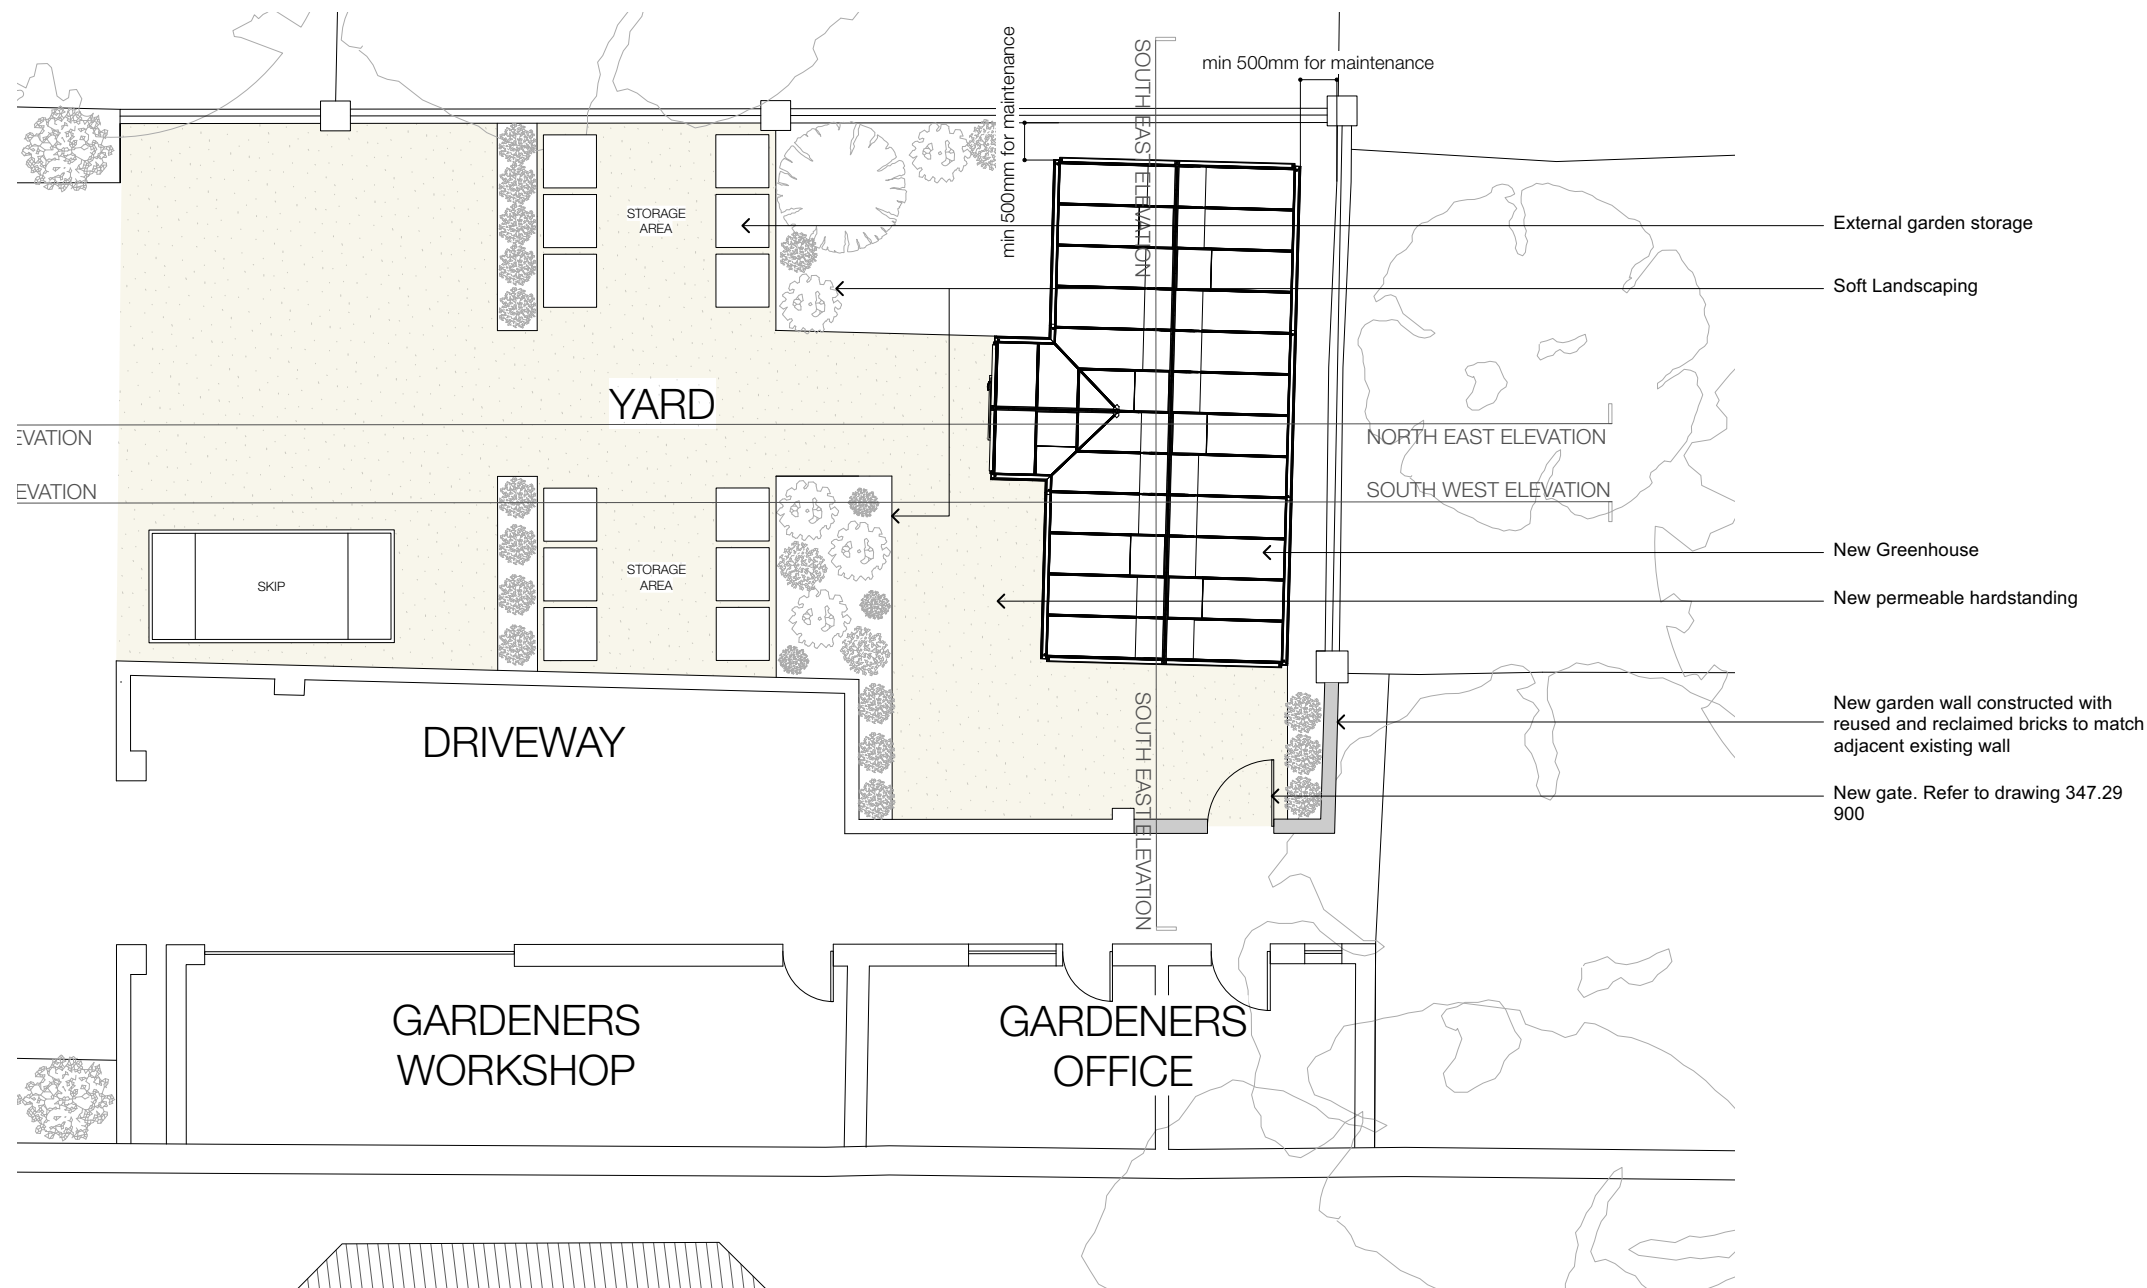 min 500mm for maintenance
min 500mm for maintenance
SOUTH EAST ELEVATION
External garden storage
STORAGE
AREA
Soft Landscaping
YARD
EVATION
NORTH EAST ELEVATION
EVATION
SOUTH WEST ELEVATION
New Greenhouse
SKIP
STORAGE
AREA
New permeable hardstanding
DRIVEWAY
SOUTH EAST ELEVATION
New garden wall constructed with
reused and reclaimed bricks to match
adjacent existing wall
New gate. Refer to drawing 347.29
900
GARDENERS
WORKSHOP
GARDENERS
OFFICE